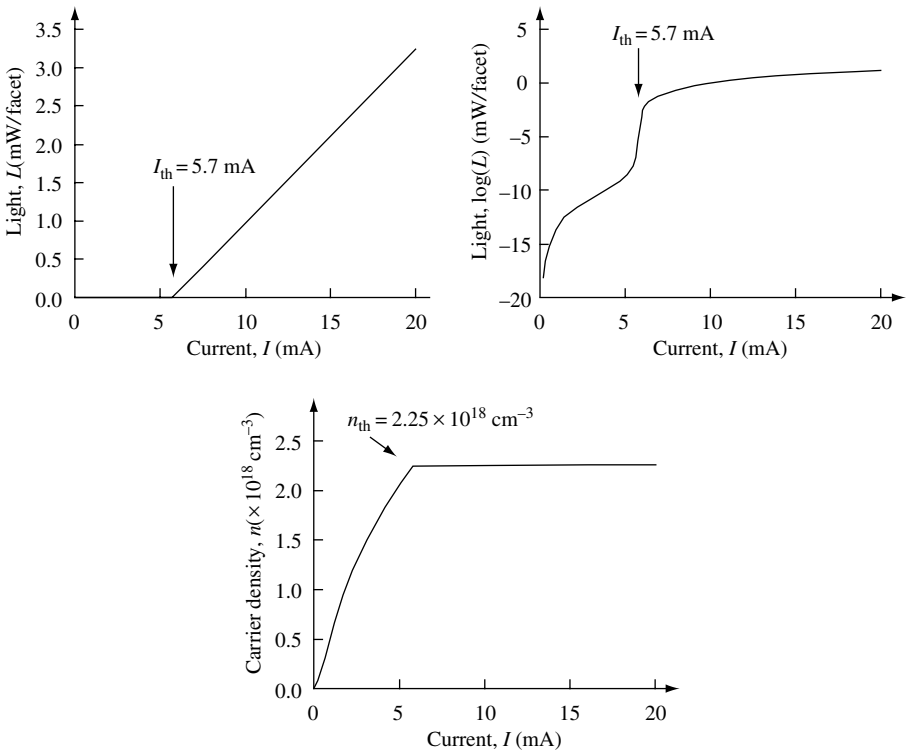 Light, L(mW/facet)
3.5
3.0
2.5
2.0
1.5
1.0
0.5
0.0
I_th = 5.7 mA
0 5 10 15 20
Current, I (mA)
Light, log(L) (mW/facet)
5
0
−5
−10
−15
−20
I_th = 5.7 mA
0 5 10 15 20
Current, I (mA)
Carrier density, n(×10¹⁸ cm⁻³)
2.5
2.0
1.5
1.0
0.5
0.0
n_th = 2.25 × 10¹⁸ cm⁻³
0 5 10 15 20
Current, I (mA)